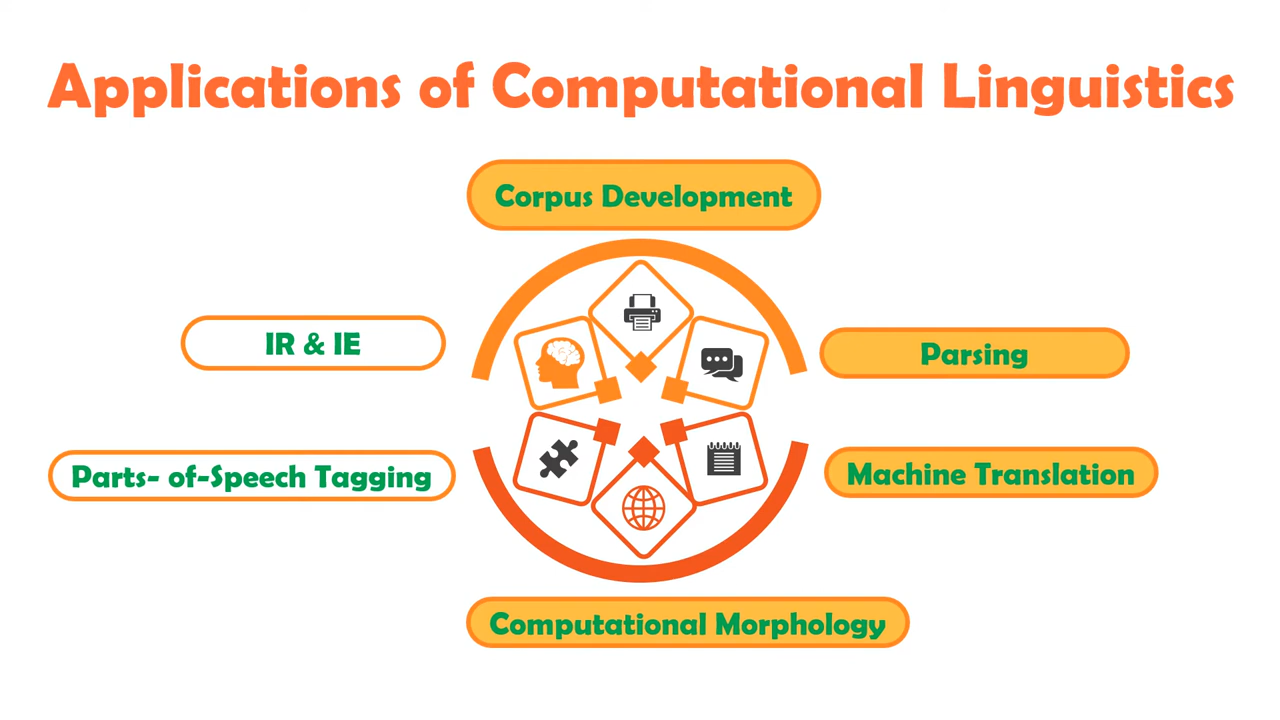 Applications of Computational Linguistics
Corpus Development
IR & IE
Parsing
Parts- of-Speech Tagging
Machine Translation
Computational Morphology